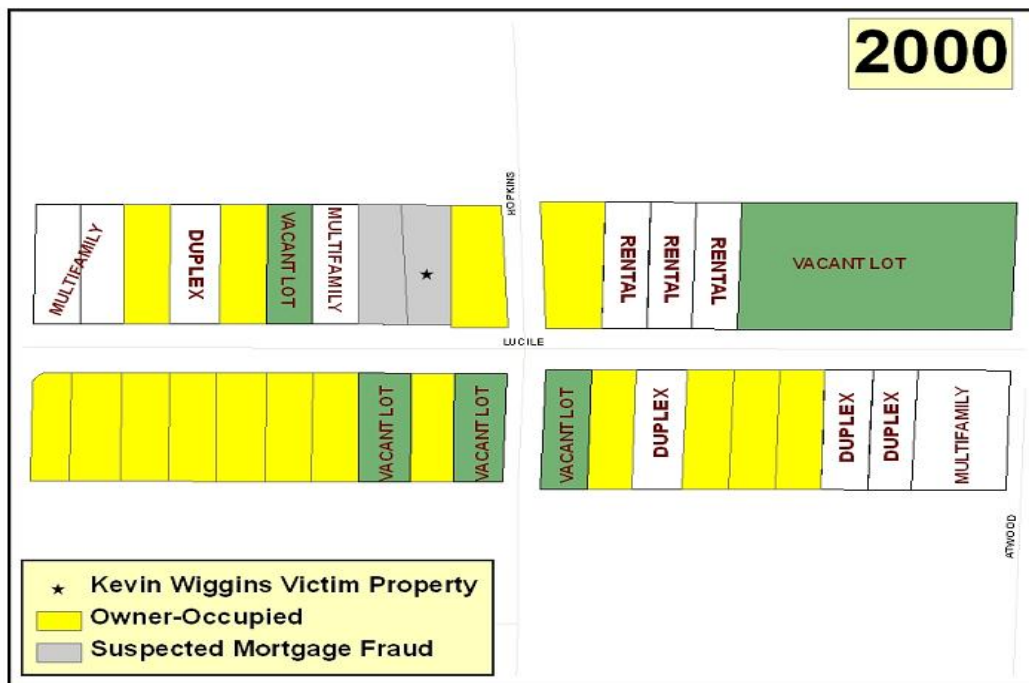 2000
HOPKINS
MULTIFAMILY
DUPLEX
VACANT LOT
MULTIFAMILY
RENTAL
RENTAL
RENTAL
VACANT LOT
LUCILE
VACANT LOT
VACANT LOT
VACANT LOT
DUPLEX
DUPLEX
DUPLEX
MULTIFAMILY
ATWOOD
Kevin Wiggins Victim Property
Owner-Occupied
Suspected Mortgage Fraud